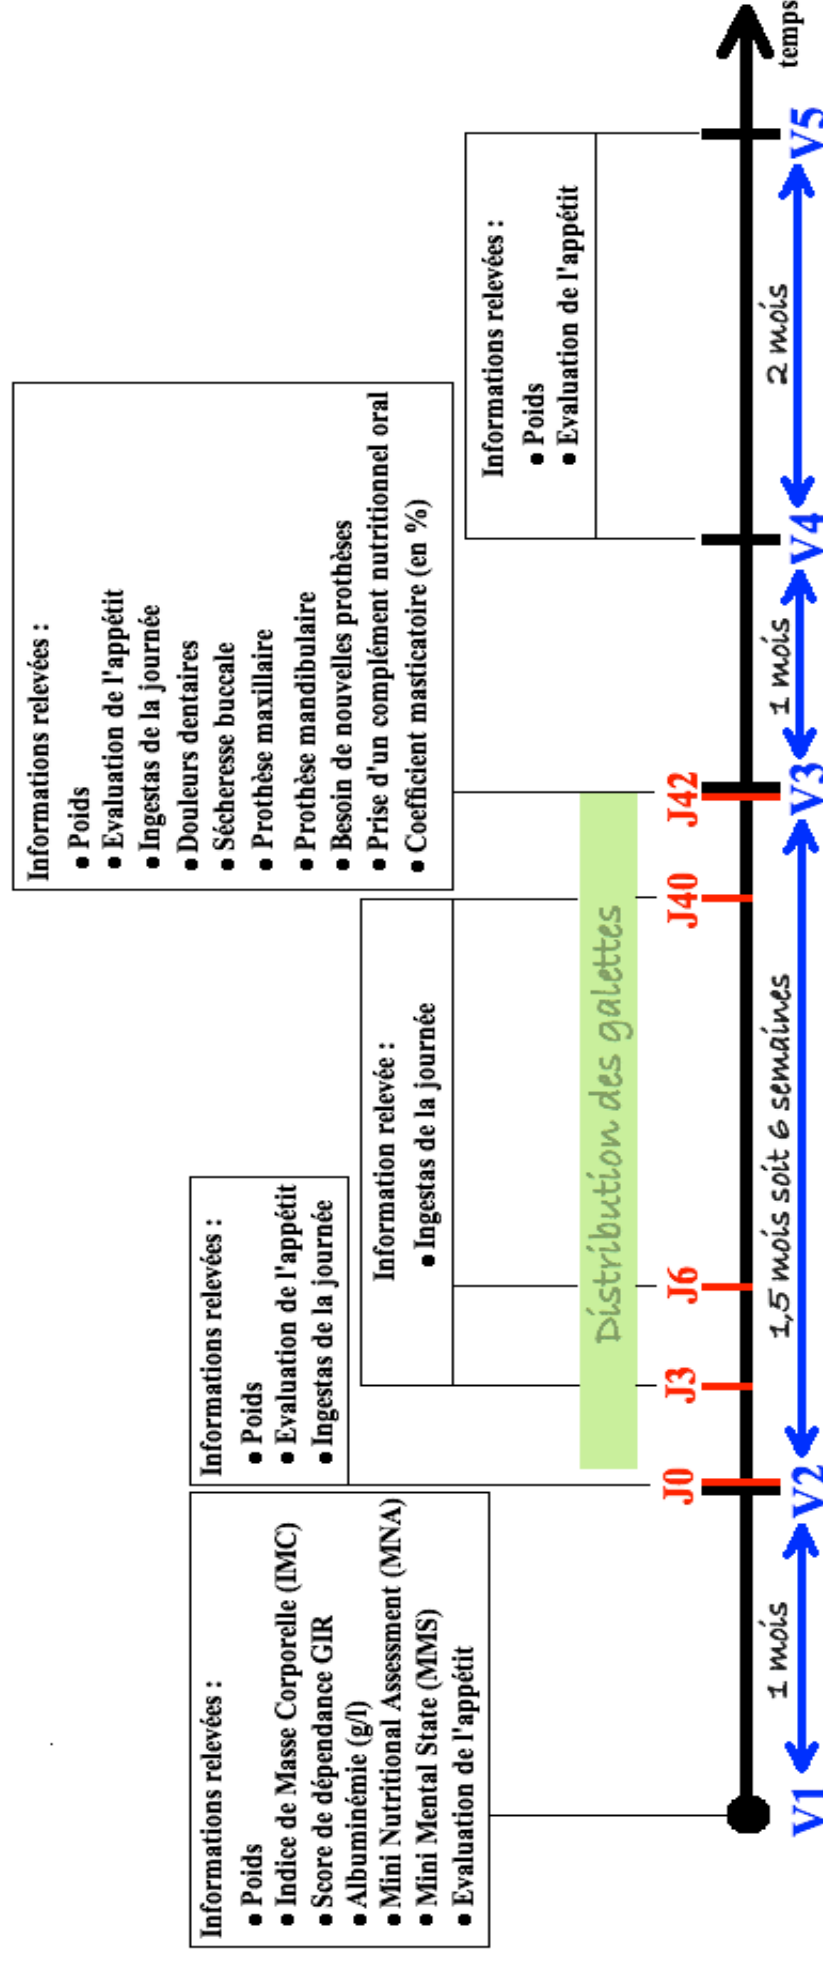 Informations relevées :
● Poids
● Indice de Masse Corporelle (IMC)
● Score de dépendance GIR
● Albuminémie (g/l)
● Mini Nutritional Assessment (MNA)
● Mini Mental State (MMS)
● Evaluation de l'appétit
Informations relevées :
● Poids
● Evaluation de l'appétit
● Ingestas de la journée
Information relevée :
● Ingestas de la journée
Informations relevées :
● Poids
● Evaluation de l'appétit
● Ingestas de la journée
● Douleurs dentaires
● Sécheresse buccale
● Prothèse maxillaire
● Prothèse mandibulaire
● Besoin de nouvelles prothèses
● Prise d'un complément nutritionnel oral
● Coefficient masticatoire (en %)
Informations relevées :
● Poids
● Evaluation de l'appétit
Distribution des galettes
J0 J3 J6 J40 J42
temps
1 mois 1,5 mois soit 6 semaines 1 mois 2 mois
V1 V2 V3 V4 V5